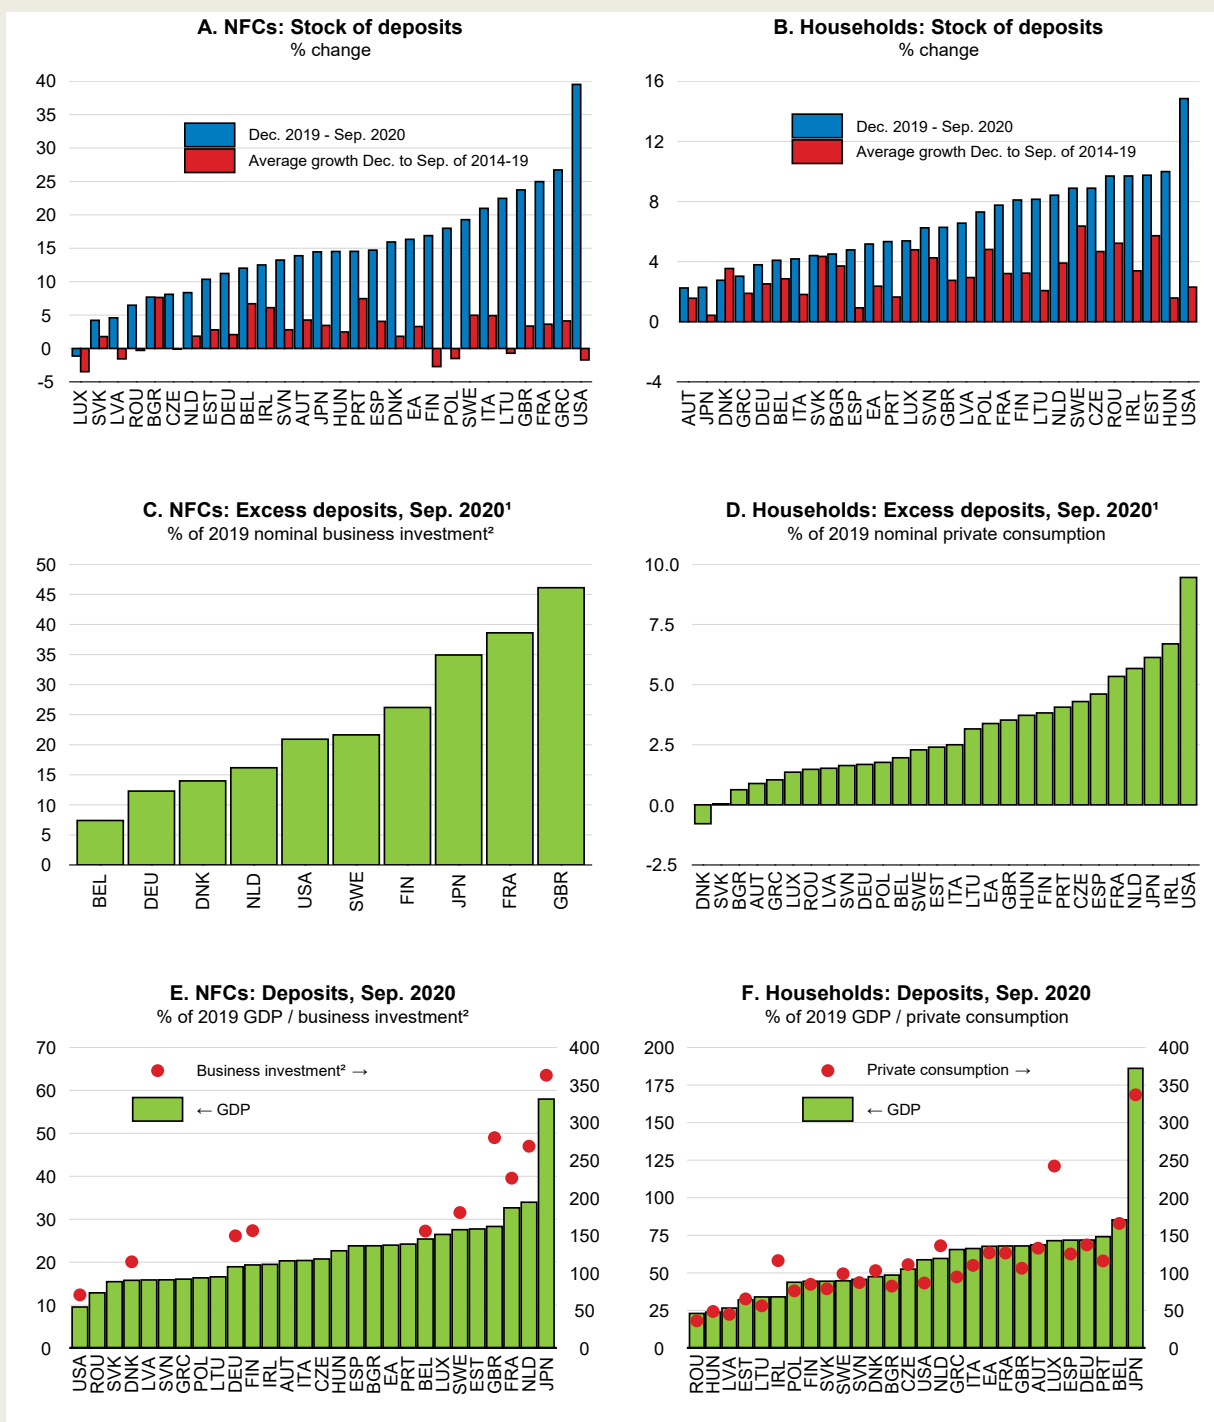 A. NFCs: Stock of deposits
% change
40
35
30
25
20
15
10
5
0
-5
Dec. 2019 - Sep. 2020
Average growth Dec. to Sep. of 2014-19
LUX SVK LVA ROU BGR CZE NLD EST DEU BEL IRL SVN AUT JPN HUN PRT ESP DNK EA FIN POL SWE ITA LTU GBR FRA GRC USA
B. Households: Stock of deposits
% change
16
12
8
4
0
-4
Dec. 2019 - Sep. 2020
Average growth Dec. to Sep. of 2014-19
AUT JPN DNK GRC DEU BEL ITA SVK BGR ESP EA PRT LUX SVN GBR LVA POL FRA FIN LTU NLD SWE CZE ROU IRL EST HUN USA
C. NFCs: Excess deposits, Sep. 2020¹
% of 2019 nominal business investment²
50
45
40
35
30
25
20
15
10
5
0
BEL DEU DNK NLD USA SWE FIN JPN FRA GBR
D. Households: Excess deposits, Sep. 2020¹
% of 2019 nominal private consumption
10.0
7.5
5.0
2.5
0.0
-2.5
DNK SVK BGR AUT GRC LUX ROU LVA SVN DEU POL BEL SWE EST ITA LTU EA GBR HUN FIN PRT CZE ESP FRA NLD JPN IRL USA
E. NFCs: Deposits, Sep. 2020
% of 2019 GDP / business investment²
70
60
50
40
30
20
10
0
Business investment² →
← GDP
400
350
300
250
200
150
100
50
0
USA ROU SVK DNK LVA SVN GRC POL LTU DEU FIN IRL AUT ITA CZE HUN ESP BGR EA PRT BEL LUX SWE EST GBR FRA NLD JPN
F. Households: Deposits, Sep. 2020
% of 2019 GDP / private consumption
200
175
150
125
100
75
50
25
0
Private consumption →
← GDP
400
350
300
250
200
150
100
50
0
ROU HUN LVA EST LTU IRL POL FIN SVK SWE SVN DNK BGR CZE USA NLD GRC ITA EA FRA GBR AUT LUX ESP DEU PRT BEL JPN